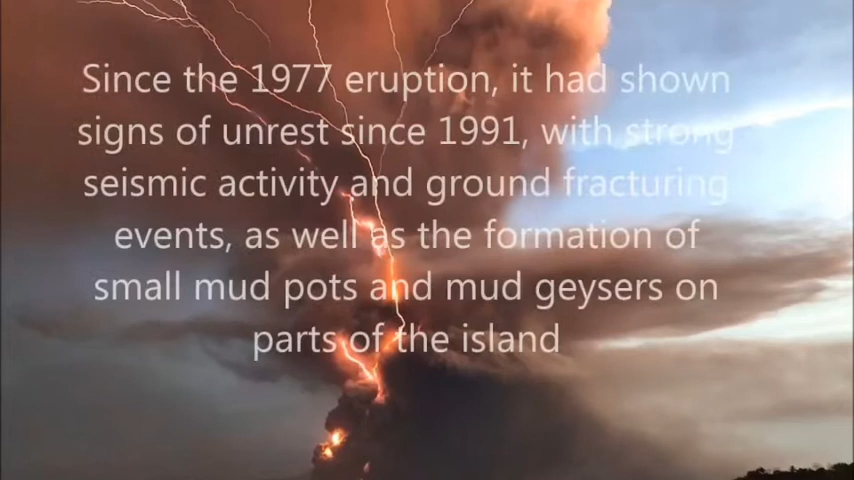 Since the 1977 eruption, it had shown
signs of unrest since 1991, with strong
seismic activity and ground fracturing
events, as well as the formation of
small mud pots and mud geysers on
parts of the island